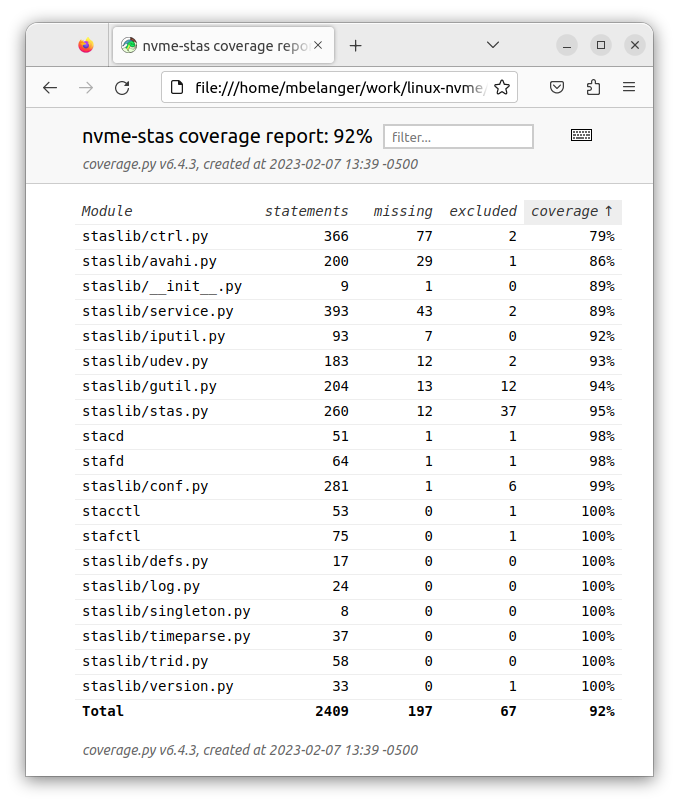 nvme-stas coverage repo
file:///home/mbelanger/work/linux-nvme/
nvme-stas coverage report: 92% filter...
coverage.py v6.4.3, created at 2023-02-07 13:39 -0500
Module statements missing excluded coverage ↑
staslib/ctrl.py 366 77 2 79%
staslib/avahi.py 200 29 1 86%
staslib/__init__.py 9 1 0 89%
staslib/service.py 393 43 2 89%
staslib/iputil.py 93 7 0 92%
staslib/udev.py 183 12 2 93%
staslib/gutil.py 204 13 12 94%
staslib/stas.py 260 12 37 95%
stacd 51 1 1 98%
stafd 64 1 1 98%
staslib/conf.py 281 1 6 99%
stacctl 53 0 1 100%
stafctl 75 0 1 100%
staslib/defs.py 17 0 0 100%
staslib/log.py 24 0 0 100%
staslib/singleton.py 8 0 0 100%
staslib/timeparse.py 37 0 0 100%
staslib/trid.py 58 0 0 100%
staslib/version.py 33 0 1 100%
Total 2409 197 67 92%
coverage.py v6.4.3, created at 2023-02-07 13:39 -0500